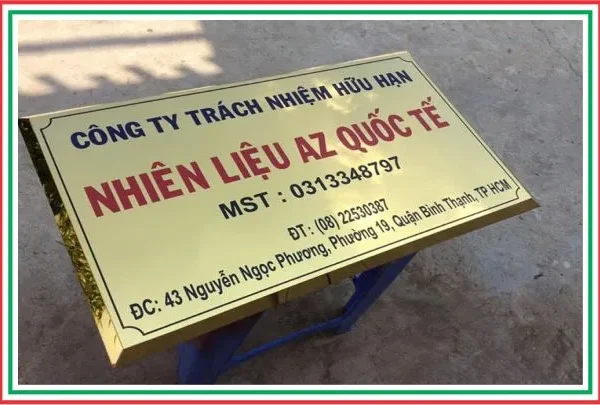 CÔNG TY TRÁCH NHIỆM HỮU HẠN
NHIÊN LIỆU AZ QUỐC TẾ
MST : 0313348797
ĐT : (08) 22530387
ĐC: 43 Nguyễn Ngọc Phương, Phường 19, Quận Bình Thạnh, TP HCM